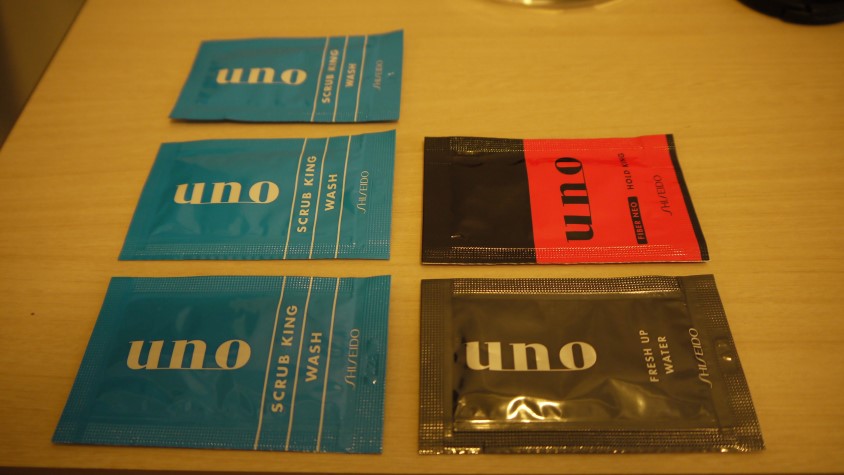 uno
SCRUB KING
WASH
SHISEIDO
uno
SCRUB KING
WASH
SHISEIDO
uno
SCRUB KING
WASH
SHISEIDO
uno
FIBER NEO HOLD KING
SHISEIDO
uno
FRESH UP
WATER
SHISEIDO